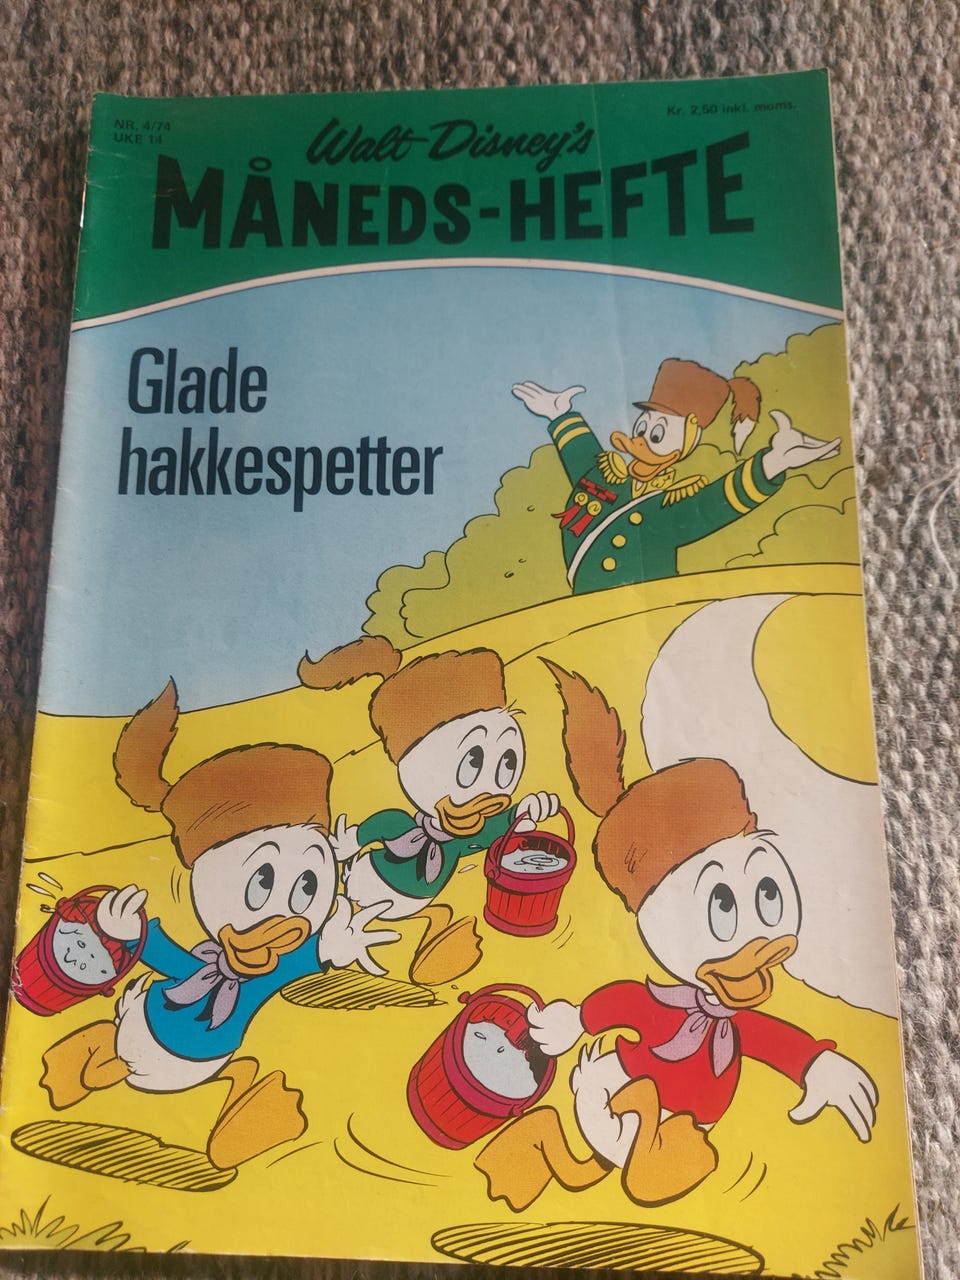 NR. 4/74
UKE 14
Kr. 2,50 inkl. moms.
Walt Disney's
MÅNEDS-HEFTE
Glade
hakkespetter